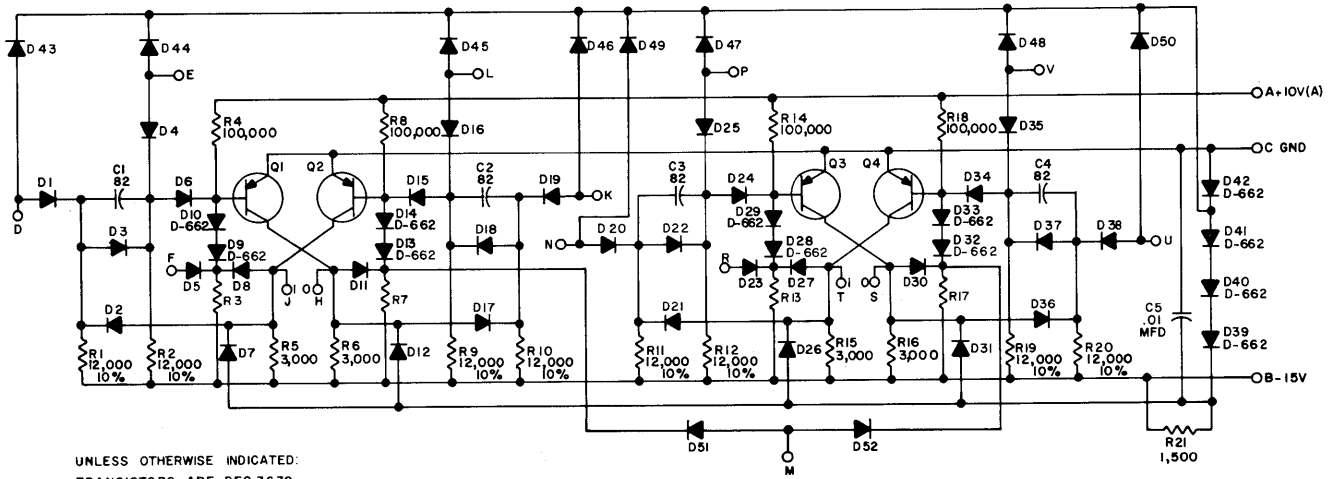 D43
D44
D45
D46
D49
D47
D48
D50
E
L
P
V
A+10V(A)
D4
R4
100,000
R8
100,000
D16
D25
R14
100,000
R18
100,000
D35
C GND
D1
C1
82
D6
Q1
Q2
D15
C2
82
D19
K
C3
82
D24
Q3
Q4
D34
C4
82
D42
D-662
D
D3
D10
D-662
D14
D-662
D18
N
D20
D22
D29
D-662
D33
D-662
D37
D38
U
D41
D-662
F
D9
D-662
D13
D-662
R
D28
D-662
D32
D-662
D5
D8
J
1
0
H
D11
D23
D27
T
1
0
S
D30
D40
D-662
R3
R7
R13
R17
D2
D17
D21
D36
C5
.01
MFD
D39
D-662
R1
12,000
10%
R2
12,000
10%
D7
R5
3,000
R6
3,000
D12
R9
12,000
10%
R10
12,000
10%
R11
12,000
10%
R12
12,000
10%
D26
R15
3,000
R16
3,000
D31
R19
12,000
10%
R20
12,000
10%
B-15V
D51
D52
M
R21
1,500
UNLESS OTHERWISE INDICATED: